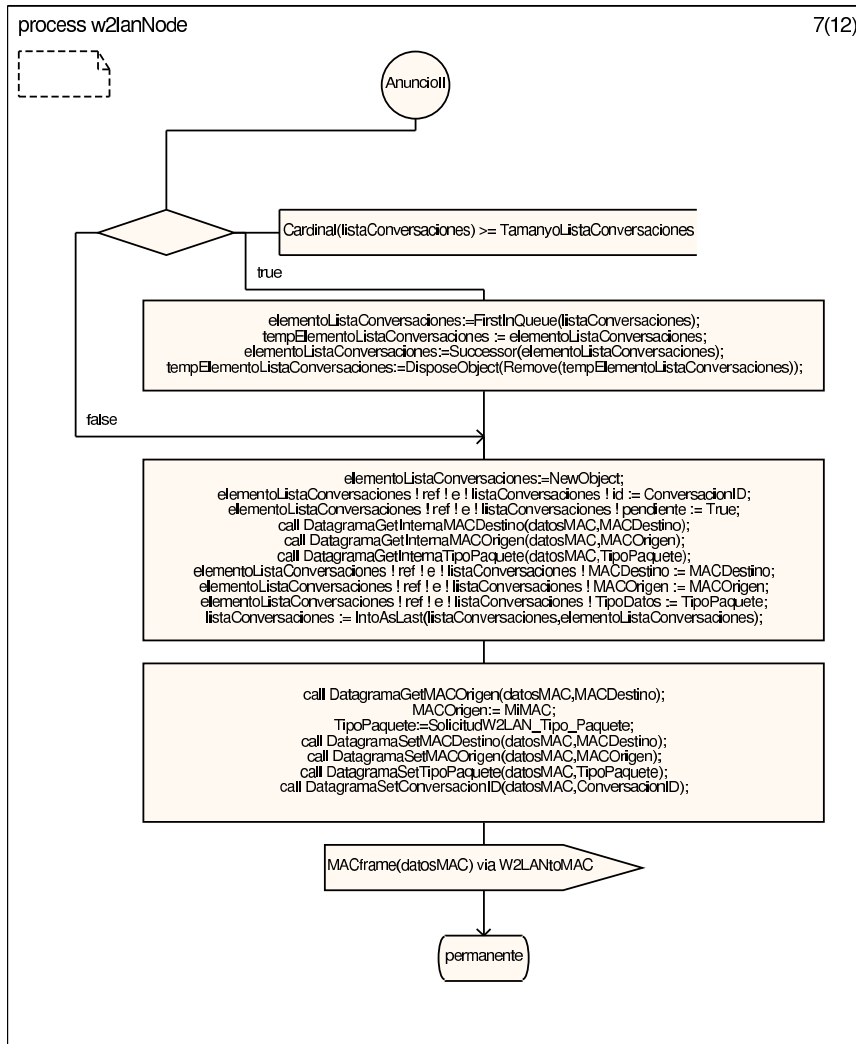 process w2lanNode
7(12)
AnuncioII
Cardinal(listaConversaciones) >= TamanyoListaConversaciones
true
elementoListaConversaciones:=FirstInQueue(listaConversaciones);
tempElementoListaConversaciones := elementoListaConversaciones;
elementoListaConversaciones:=Successor(elementoListaConversaciones);
tempElementoListaConversaciones:=DisposeObject(Remove(tempElementoListaConversaciones));
false
elementoListaConversaciones:=NewObject;
elementoListaConversaciones ! ref ! e ! listaConversaciones ! id := ConversacionID;
elementoListaConversaciones ! ref ! e ! listaConversaciones ! pendiente := True;
call DatagramaGetInternaMACDestino(datosMAC,MACDestino);
call DatagramaGetInternaMACOrigen(datosMAC,MACOrigen);
call DatagramaGetInternaTipoPaquete(datosMAC,TipoPaquete);
elementoListaConversaciones ! ref ! e ! listaConversaciones ! MACDestino := MACDestino;
elementoListaConversaciones ! ref ! e ! listaConversaciones ! MACOrigen := MACOrigen;
elementoListaConversaciones ! ref ! e ! listaConversaciones ! TipoDatos := TipoPaquete;
listaConversaciones := IntoAsLast(listaConversaciones,elementoListaConversaciones);
call DatagramaGetMACOrigen(datosMAC,MACDestino);
MACOrigen:= MiMAC;
TipoPaquete:=SolicitudW2LAN_Tipo_Paquete;
call DatagramaSetMACDestino(datosMAC,MACDestino);
call DatagramaSetMACOrigen(datosMAC,MACOrigen);
call DatagramaSetTipoPaquete(datosMAC,TipoPaquete);
call DatagramaSetConversacionID(datosMAC,ConversacionID);
MACframe(datosMAC) via W2LANtoMAC
permanente